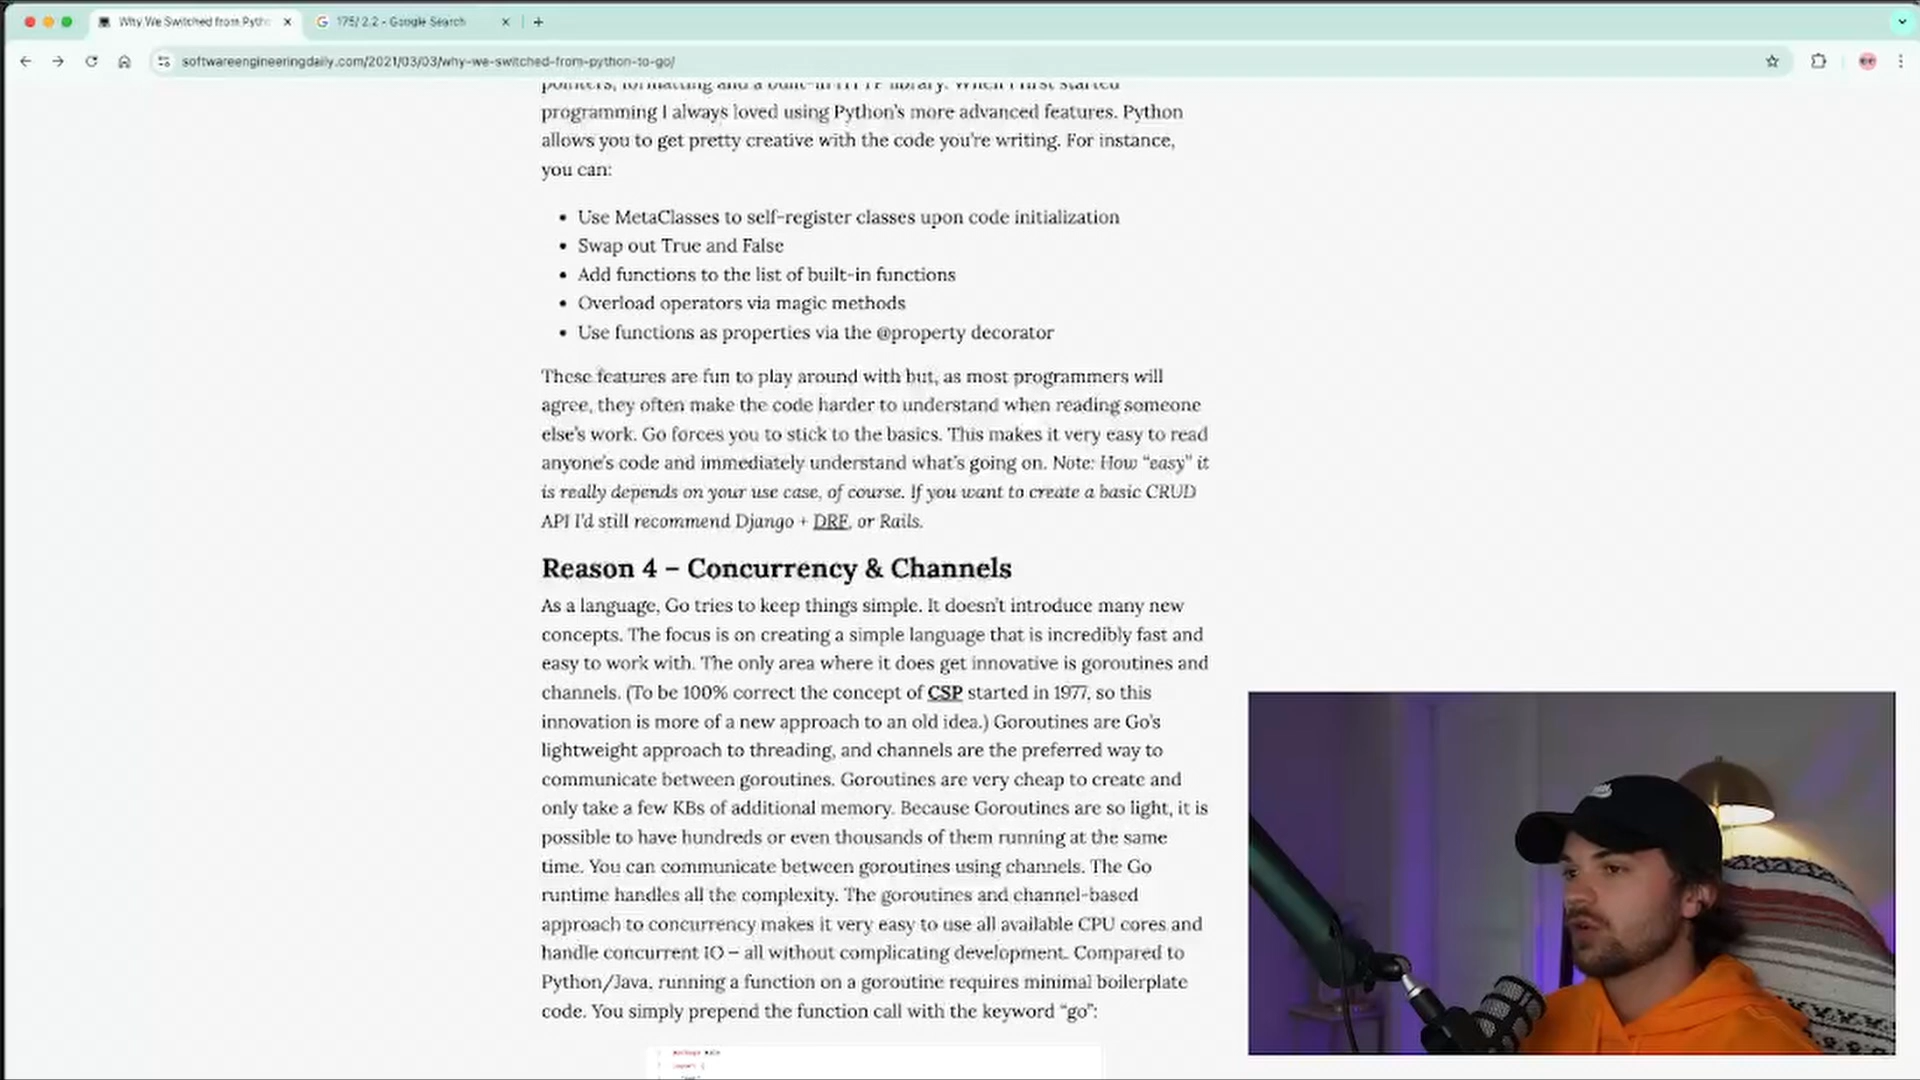 Why We Switched from Pytho
175/ 2.2 - Google Search
softwareengineeringdaily.com/2021/03/03/why-we-switched-from-python-to-go/
pointers, formatting and a built-in HTTP library. When I first started
programming I always loved using Python's more advanced features. Python
allows you to get pretty creative with the code you're writing. For instance,
you can:
• Use MetaClasses to self-register classes upon code initialization
• Swap out True and False
• Add functions to the list of built-in functions
• Overload operators via magic methods
• Use functions as properties via the @property decorator
These features are fun to play around with but, as most programmers will
agree, they often make the code harder to understand when reading someone
else's work. Go forces you to stick to the basics. This makes it very easy to read
anyone's code and immediately understand what's going on. Note: How “easy” it
is really depends on your use case, of course. If you want to create a basic CRUD
API I'd still recommend Django + DRF, or Rails.
Reason 4 – Concurrency & Channels
As a language, Go tries to keep things simple. It doesn't introduce many new
concepts. The focus is on creating a simple language that is incredibly fast and
easy to work with. The only area where it does get innovative is goroutines and
channels. (To be 100% correct the concept of CSP started in 1977, so this
innovation is more of a new approach to an old idea.) Goroutines are Go's
lightweight approach to threading, and channels are the preferred way to
communicate between goroutines. Goroutines are very cheap to create and
only take a few KBs of additional memory. Because Goroutines are so light, it is
possible to have hundreds or even thousands of them running at the same
time. You can communicate between goroutines using channels. The Go
runtime handles all the complexity. The goroutines and channel-based
approach to concurrency makes it very easy to use all available CPU cores and
handle concurrent IO – all without complicating development. Compared to
Python/Java, running a function on a goroutine requires minimal boilerplate
code. You simply prepend the function call with the keyword “go”:
package main
import (